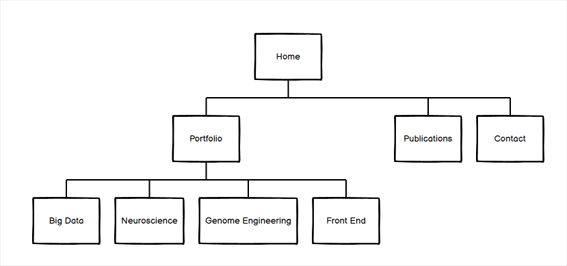 Home
Portfolio
Publications
Contact
Big Data
Neuroscience
Genome Engineering
Front End